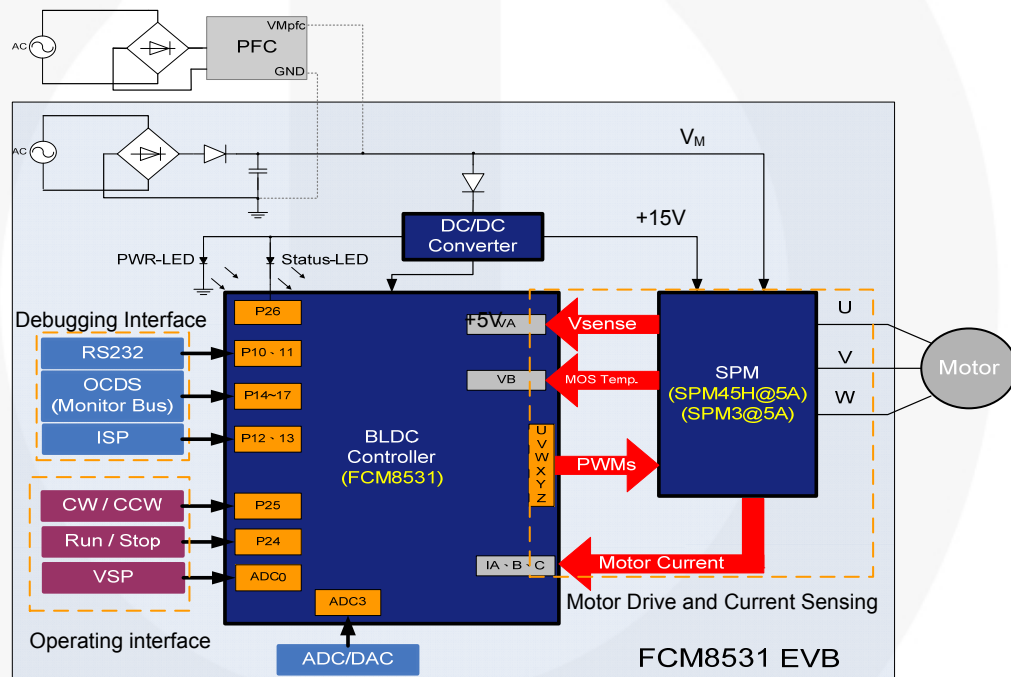 AC
PFC
VMpfc
GND
AC
VM
DC/DC
Converter
+15V
PWR-LED
Status-LED
+5V
Debugging Interface
RS232
OCDS
(Monitor Bus)
ISP
P26
P10、11
P14~17
P12、13
VA
Vsense
VB
MOS Temp.
SPM
(SPM45H@5A)
(SPM3@5A)
U
V
W
Motor
BLDC
Controller
(FCM8531)
U
V
W
X
Y
Z
PWMs
CW / CCW
Run / Stop
VSP
P25
P24
ADC0
IA、B、C
Motor Current
ADC3
Motor Drive and Current Sensing
Operating interface
ADC/DAC
FCM8531 EVB